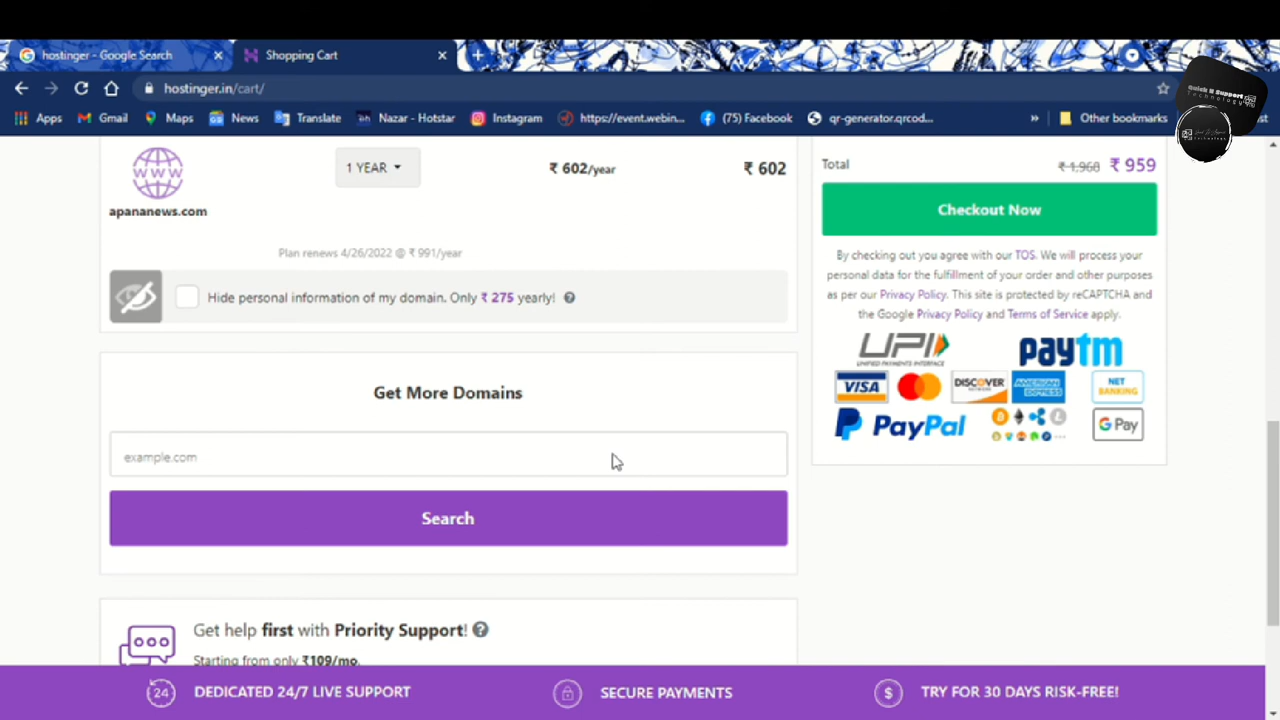 hostinger - Google Search
Shopping Cart
hostinger.in/cart/
Apps
Gmail
Maps
News
Translate
Nazar - Hotstar
Instagram
https://event.webin...
(75) Facebook
qr-generator.qrcod...
»
Other bookmarks
Quick N Support
Technology
WWW
apananews.com
1 YEAR
₹ 602/year
₹ 602
Plan renews 4/26/2022 @ ₹ 991/year
Hide personal information of my domain. Only ₹ 275 yearly!
Get More Domains
example.com
Search
Get help first with Priority Support!
Starting from only ₹109/mo.
Total
₹ 1,968 ₹ 959
Checkout Now
By checking out you agree with our TOS. We will process your
personal data for the fulfillment of your order and other purposes
as per our Privacy Policy. This site is protected by reCAPTCHA and
the Google Privacy Policy and Terms of Service apply.
UPI
UNIFIED PAYMENTS INTERFACE
paytm
VISA
DISCOVER
NET
BANKING
PayPal
G Pay
24
DEDICATED 24/7 LIVE SUPPORT
SECURE PAYMENTS
$
TRY FOR 30 DAYS RISK-FREE!